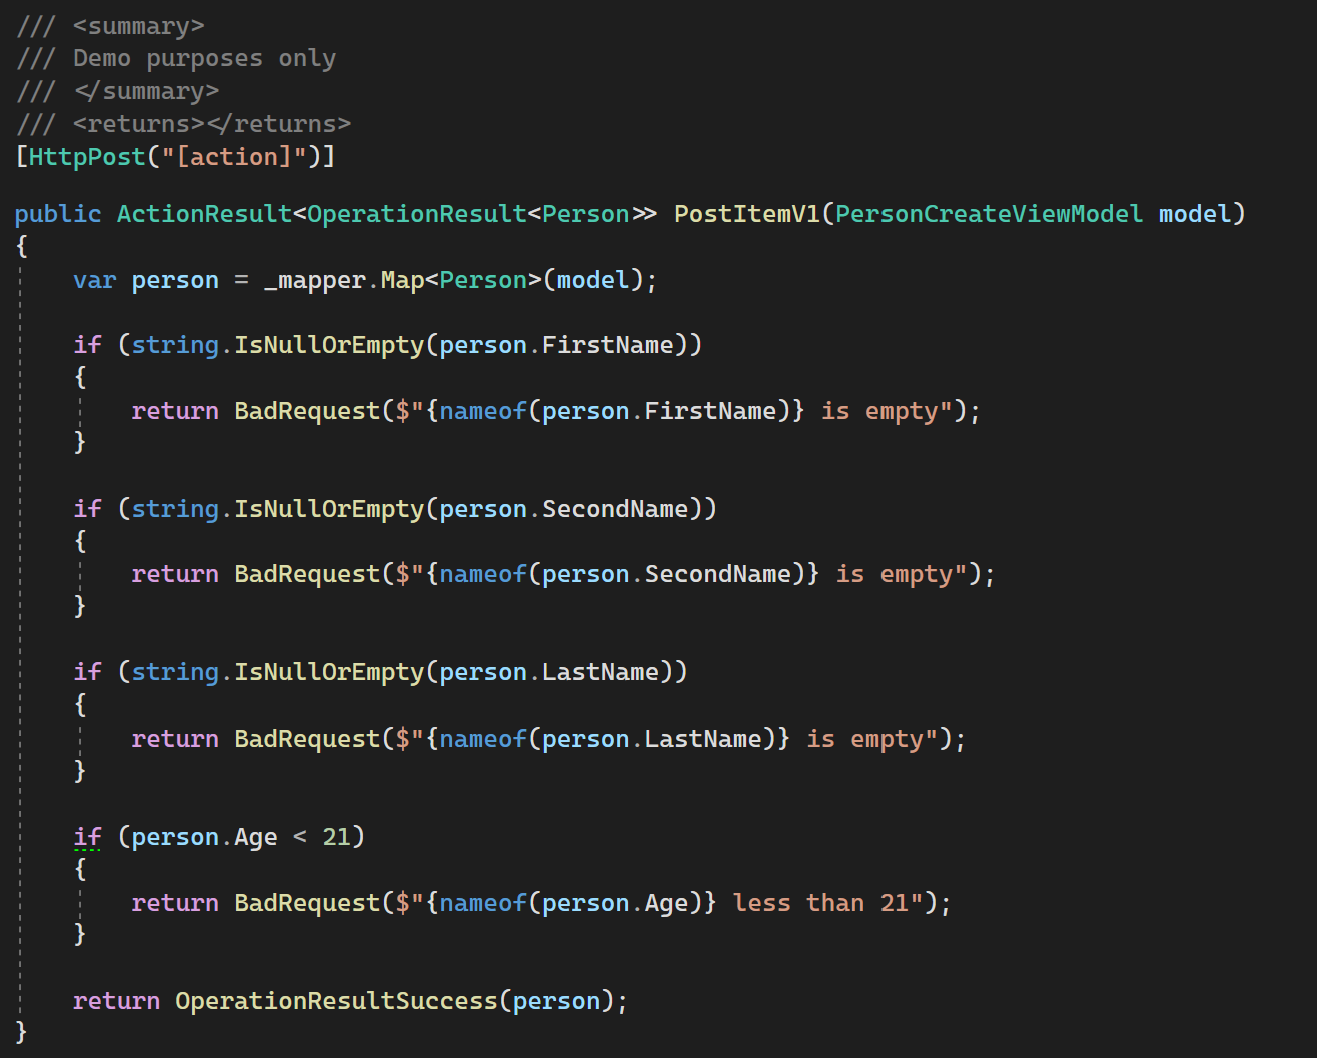 /// <summary>
/// Demo purposes only
/// </summary>
/// <returns></returns>
[HttpPost("[action]")]
public ActionResult<OperationResult<Person>> PostItemV1(PersonCreateViewModel model)
{
    var person = _mapper.Map<Person>(model);
    if (string.IsNullOrEmpty(person.FirstName))
    {
        return BadRequest($"{nameof(person.FirstName)} is empty");
    }
    if (string.IsNullOrEmpty(person.SecondName))
    {
        return BadRequest($"{nameof(person.SecondName)} is empty");
    }
    if (string.IsNullOrEmpty(person.LastName))
    {
        return BadRequest($"{nameof(person.LastName)} is empty");
    }
    if (person.Age < 21)
    {
        return BadRequest($"{nameof(person.Age)} less than 21");
    }
    return OperationResultSuccess(person);
}